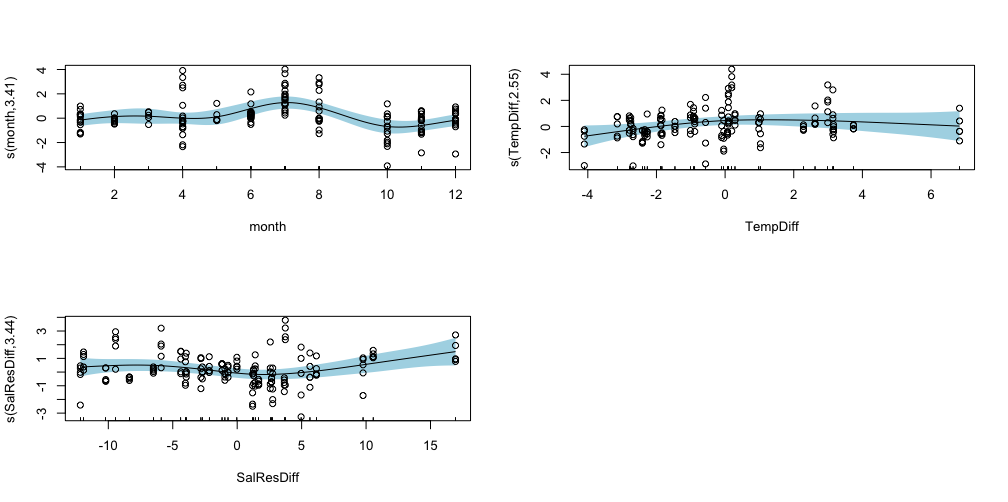 s(month,3.41)
4
2
0
-2
-4
2 4 6 8 10 12
month
s(TempDiff,2.55)
4
2
0
-2
-4 -2 0 2 4 6
TempDiff
s(SalResDiff,3.44)
3
1
-1
-3
-10 -5 0 5 10 15
SalResDiff